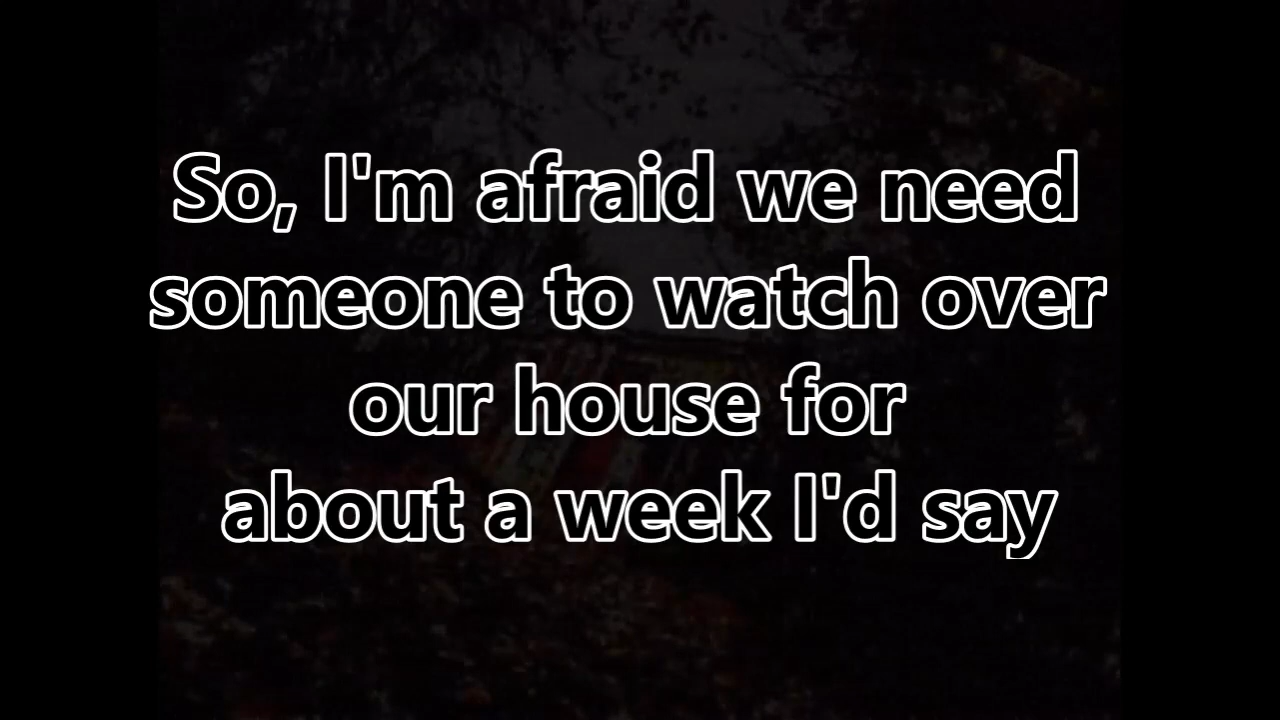 So, I'm afraid we need
someone to watch over
our house for
about a week I'd say